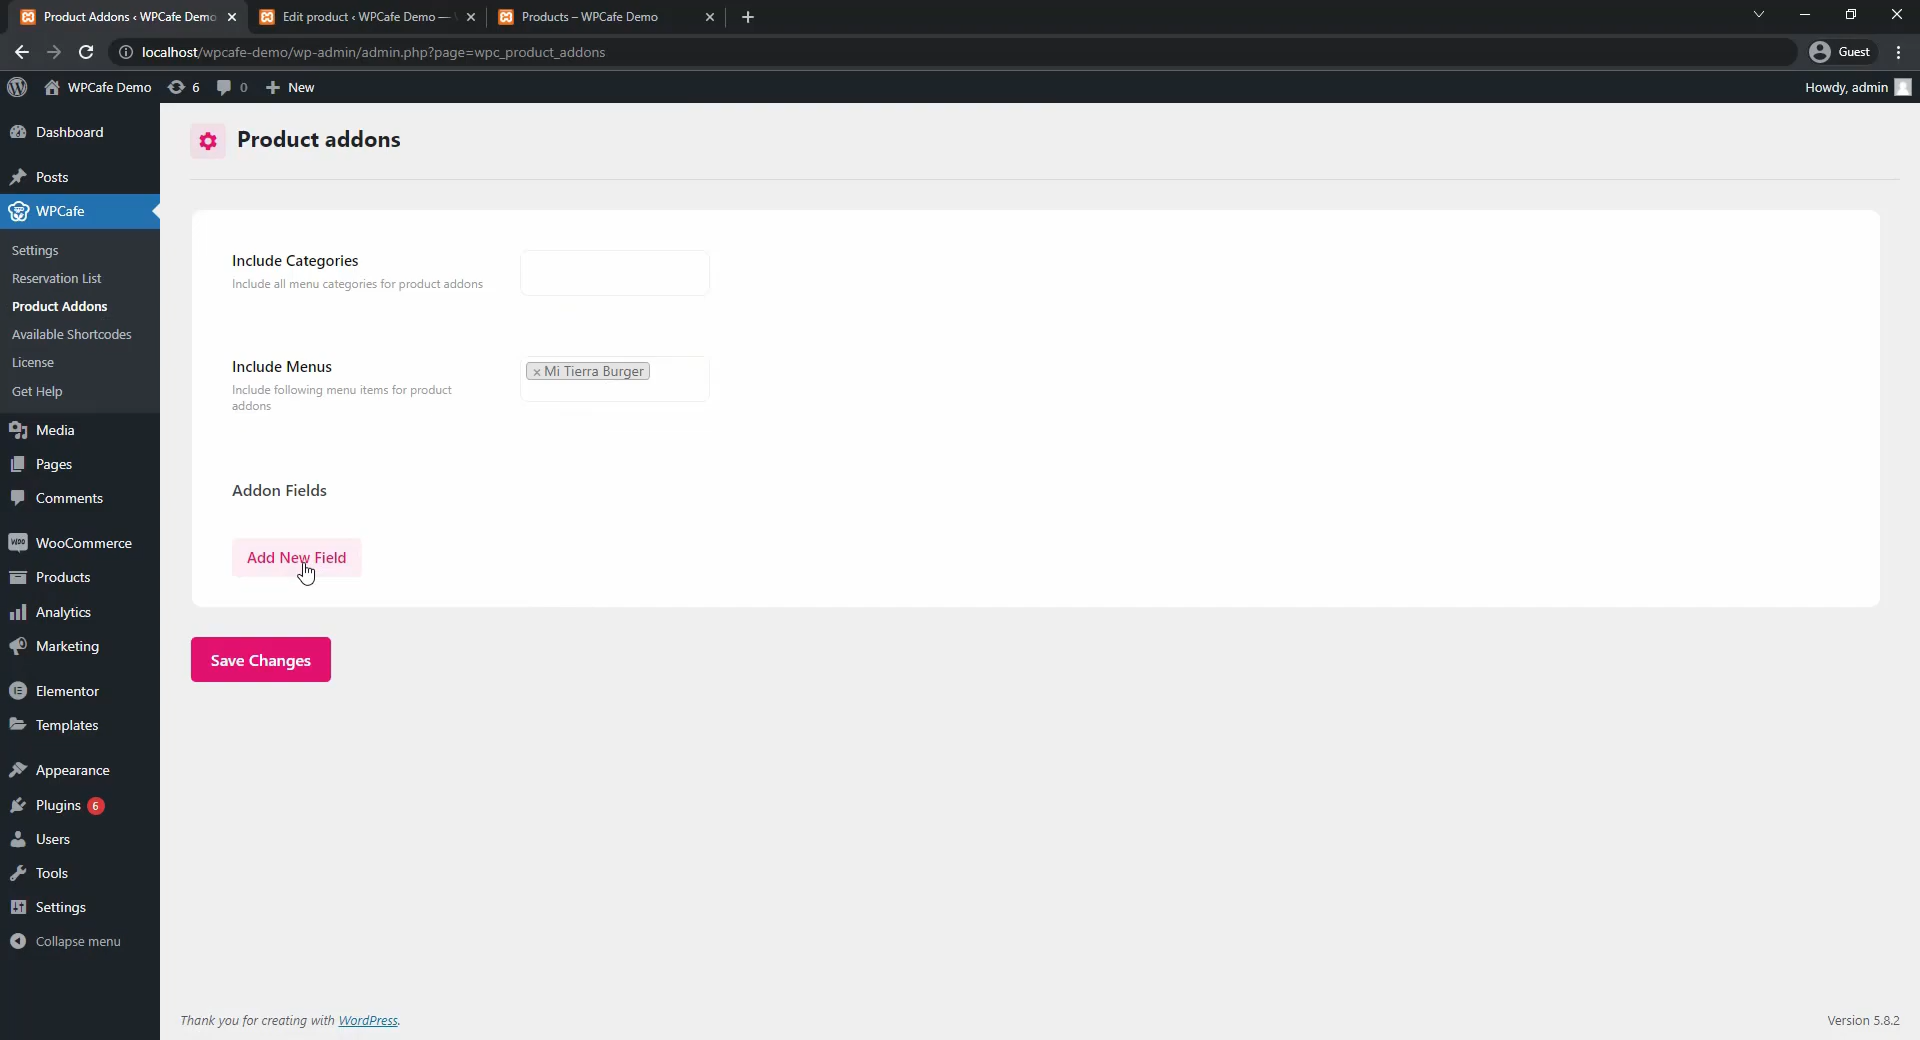 Product Addons ‹ WPCafe Demo
Edit product ‹ WPCafe Demo —
Products – WPCafe Demo
localhost/wpcafe-demo/wp-admin/admin.php?page=wpc_product_addons
Guest
WPCafe Demo
6
0
New
Howdy, admin
Dashboard
Posts
WPCafe
Settings
Reservation List
Product Addons
Available Shortcodes
License
Get Help
Media
Pages
Comments
WooCommerce
Products
Analytics
Marketing
Elementor
Templates
Appearance
Plugins 6
Users
Tools
Settings
Collapse menu
Product addons
Include Categories
Include all menu categories for product addons
Include Menus
Include following menu items for product
addons
× Mi Tierra Burger
Addon Fields
Add New Field
Save Changes
Thank you for creating with WordPress.
Version 5.8.2